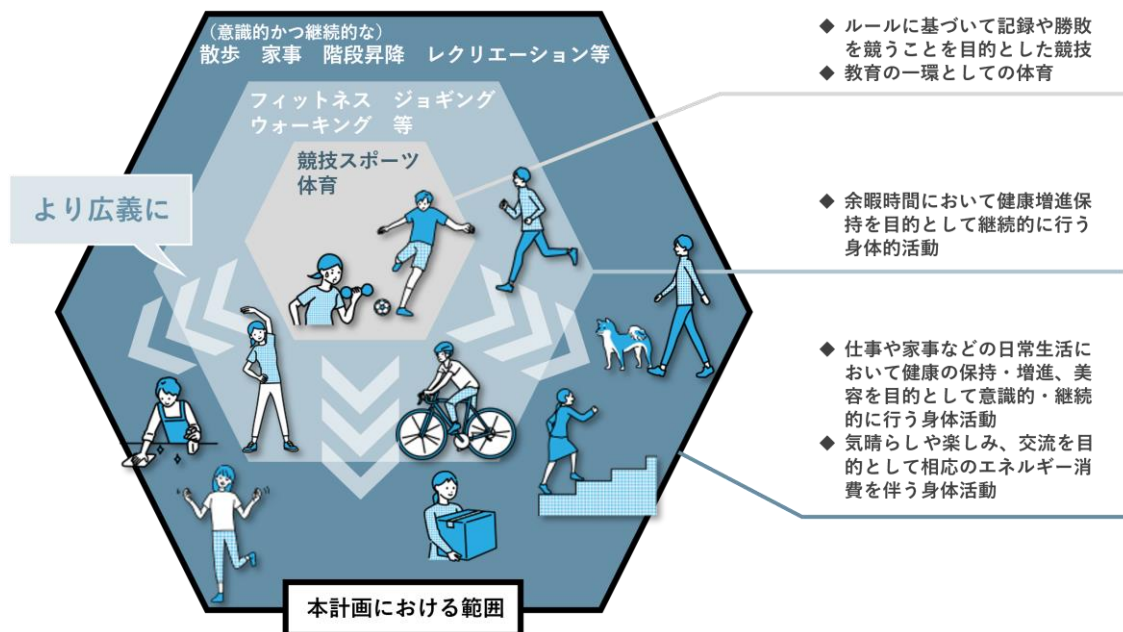 (意識的かつ継続的な)
散歩 家事 階段昇降 レクリエーション等
フィットネス ジョギング
ウォーキング 等
競技スポーツ
体育
より広義に
本計画における範囲
◆ ルールに基づいて記録や勝敗
を競うことを目的とした競技
◆ 教育の一環としての体育
◆ 余暇時間において健康増進保
持を目的として継続的に行う
身体的活動
◆ 仕事や家事などの日常生活に
おいて健康の保持・増進、美
容を目的として意識的・継続
的に行う身体活動
◆ 気晴らしや楽しみ、交流を目
的として相応のエネルギー消
費を伴う身体活動